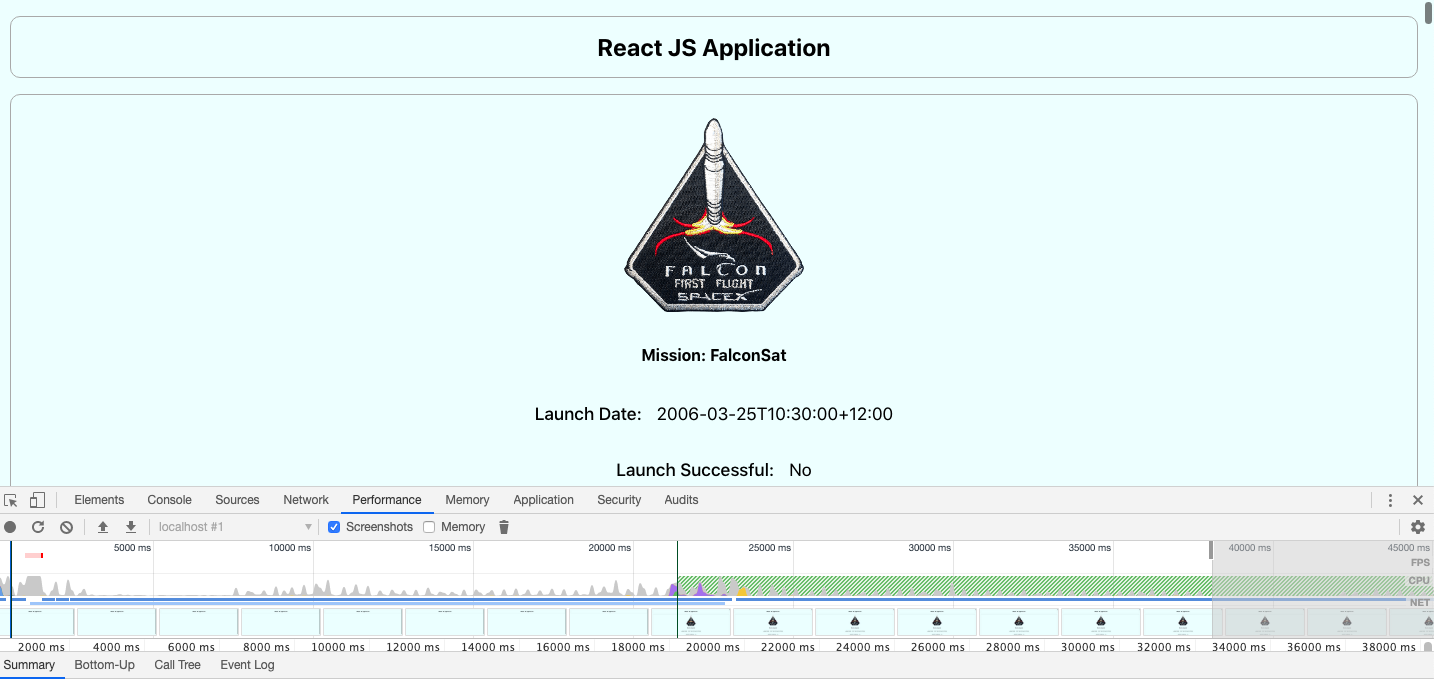 React JS Application
FALCON
FIRST FLIGHT
SPACEX
Mission: FalconSat
Launch Date: 2006-03-25T10:30:00+12:00
Launch Successful: No
Elements Console Sources Network Performance Memory Application Security Audits
localhost #1 Screenshots Memory
5000 ms 10000 ms 15000 ms 20000 ms 25000 ms 30000 ms 35000 ms 40000 ms 45000 ms
FPS
CPU
NET
2000 ms 4000 ms 6000 ms 8000 ms 10000 ms 12000 ms 14000 ms 16000 ms 18000 ms 20000 ms 22000 ms 24000 ms 26000 ms 28000 ms 30000 ms 32000 ms 34000 ms 36000 ms 38000 ms
Summary Bottom-Up Call Tree Event Log